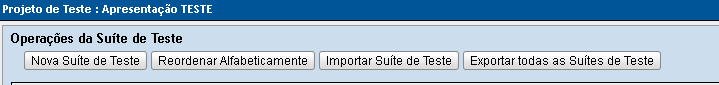 Projeto de Teste : Apresentação TESTE
Operações da Suíte de Teste
Nova Suíte de Teste Reordenar Alfabeticamente Importar Suíte de Teste Exportar todas as Suítes de Teste